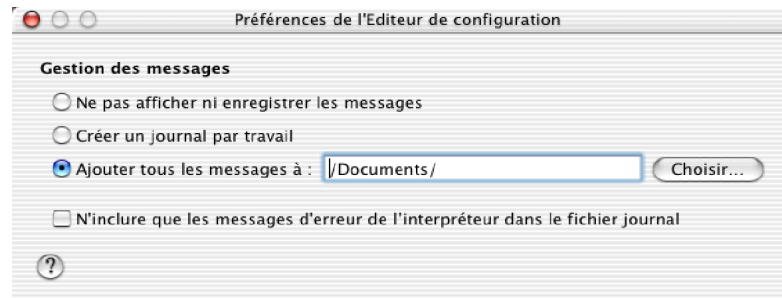 Préférences de l'Editeur de configuration
Gestion des messages
Ne pas afficher ni enregistrer les messages
Créer un journal par travail
Ajouter tous les messages à : /Documents/ Choisir...
N'inclure que les messages d'erreur de l'interpréteur dans le fichier journal
?